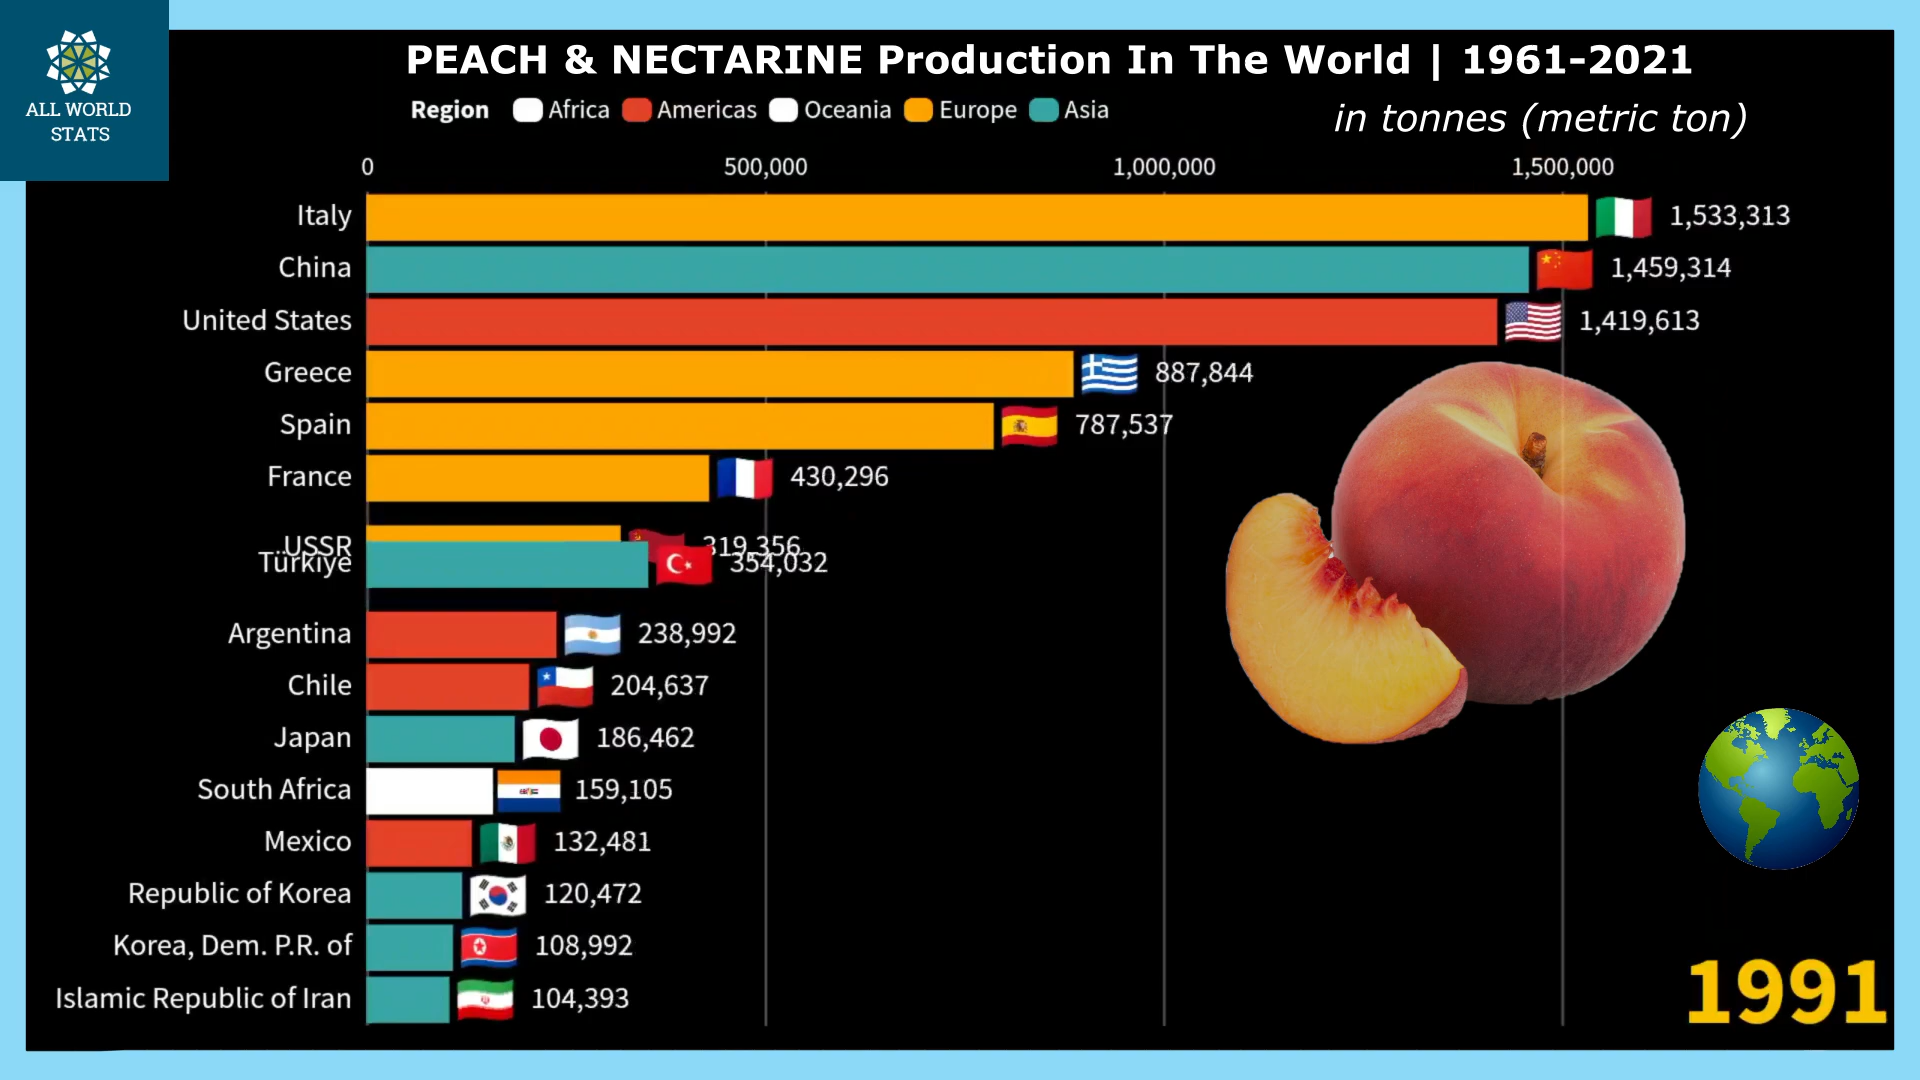 ALL WORLD
STATS
PEACH & NECTARINE Production In The World | 1961-2021
Region Africa Americas Oceania Europe Asia
in tonnes (metric ton)
0 500,000 1,000,000 1,500,000
Italy 1,533,313
China 1,459,314
United States 1,419,613
Greece 887,844
Spain 787,537
France 430,296
USSR 319,356
Türkiye 354,032
Argentina 238,992
Chile 204,637
Japan 186,462
South Africa 159,105
Mexico 132,481
Republic of Korea 120,472
Korea, Dem. P.R. of 108,992
Islamic Republic of Iran 104,393
1991